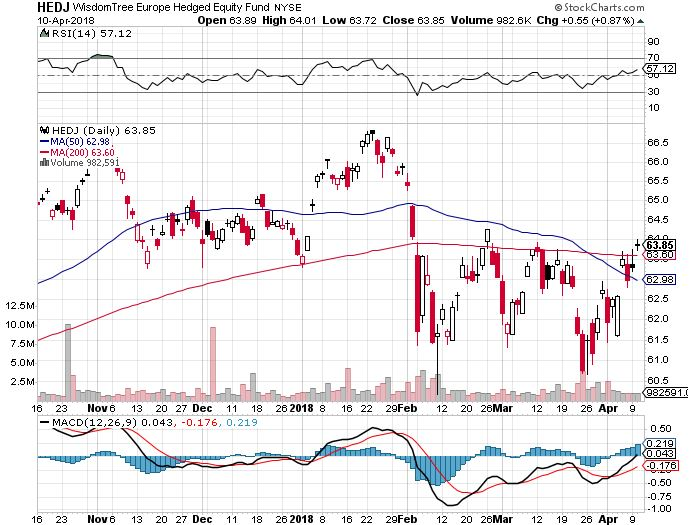 HEDJ WisdomTree Europe Hedged Equity Fund NYSE © StockCharts.com
10-Apr-2018 Open 63.89 High 64.01 Low 63.72 Close 63.85 Volume 982.6K Chg +0.55 (+0.87%)
RSI(14) 57.12
90
70
57.12
50
30
10
HEDJ (Daily) 63.85
MA(50) 62.98
MA(200) 63.60
Volume 982,591
66.5
66.0
65.5
65.0
64.5
64.0
63.85
63.60
63.5
62.98
62.5
62.0
61.5
61.0
60.5
12.5M
10.0M
7.5M
5.0M
2.5M
982591.0
16 23 Nov 6 13 20 27 Dec 11 18 26 2018 8 16 22 Feb 12 20 26 Mar 12 19 26 Apr 9
MACD(12,26,9) 0.043, -0.176, 0.219
0.50
0.219
0.043
-0.176
-0.50
-0.75
-1.00
16 23 Nov 6 13 20 27 Dec 11 18 26 2018 8 16 22 Feb 12 20 26 Mar 12 19 26 Apr 9